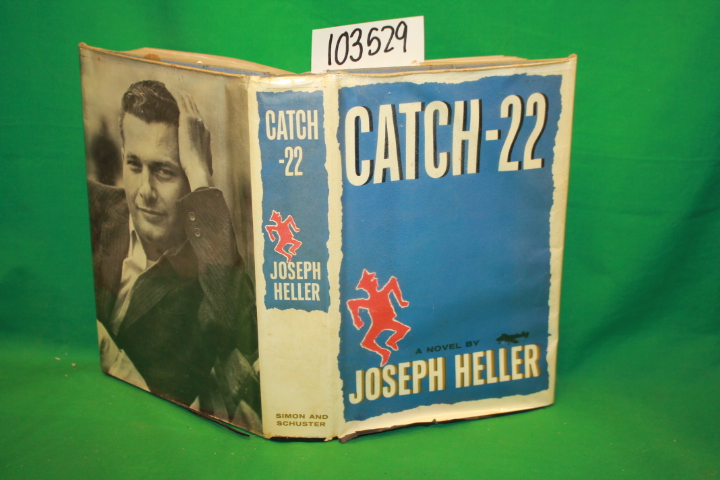 103529
CATCH
-22
JOSEPH
HELLER
SIMON AND
SCHUSTER
CATCH-22
A NOVEL BY
JOSEPH HELLER